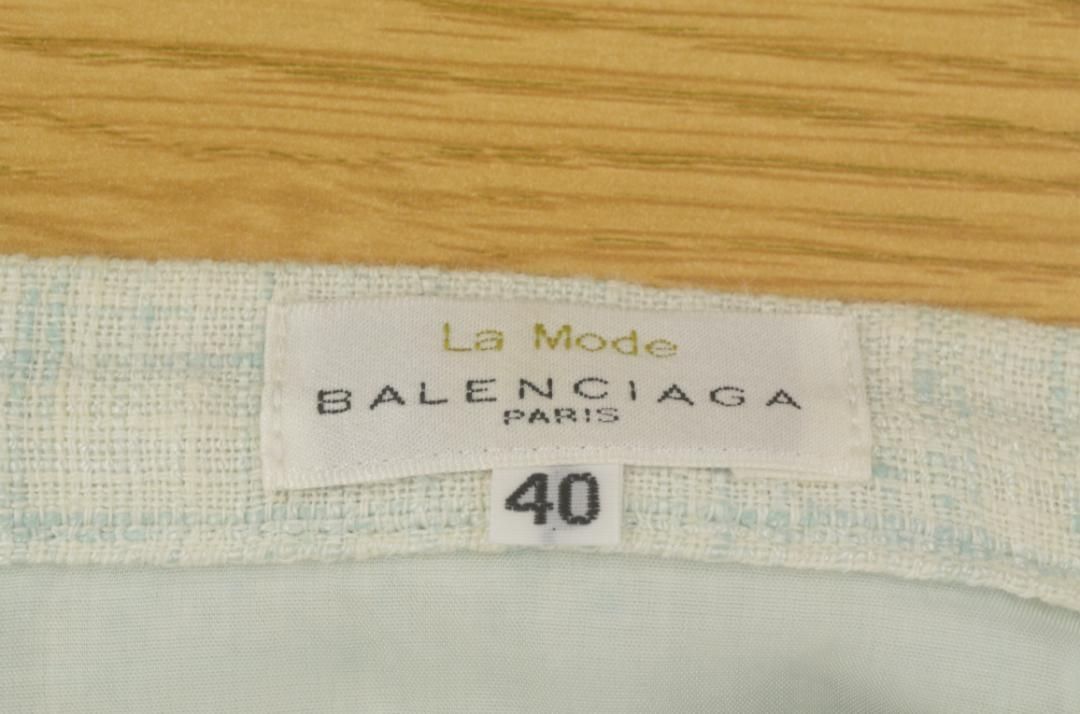 La Mode
BALENCIAGA
PARIS
40